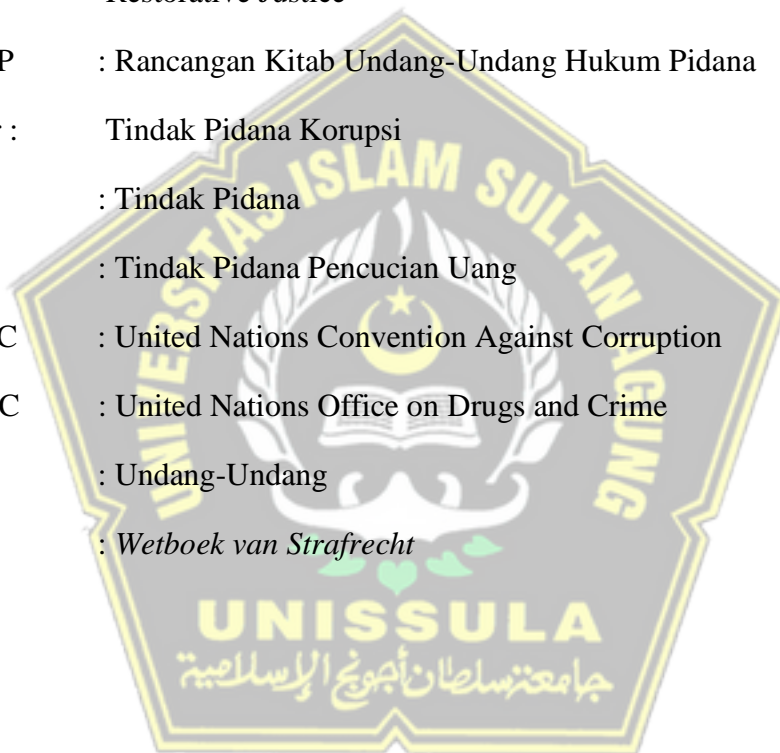 Restorative Justice
P : Rancangan Kitab Undang-Undang Hukum Pidana
: Tindak Pidana Korupsi
: Tindak Pidana
: Tindak Pidana Pencucian Uang
C : United Nations Convention Against Corruption
C : United Nations Office on Drugs and Crime
: Undang-Undang
: Wetboek van Strafrecht
UNIVERSITAS ISLAM SULTAN AGUNG
UNISSULA
جامعة سلطان أجونج الإسلامية